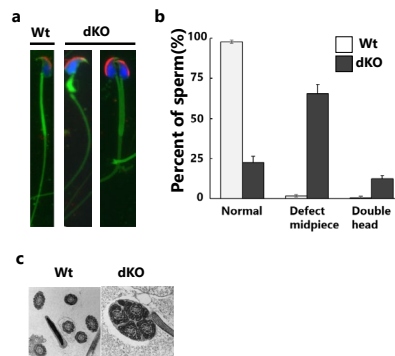 a
Wt dKO
b
Percent of sperm(%)
100
75
50
25
0
Wt
dKO
Normal
Defect
midpiece
Double
head
c
Wt dKO